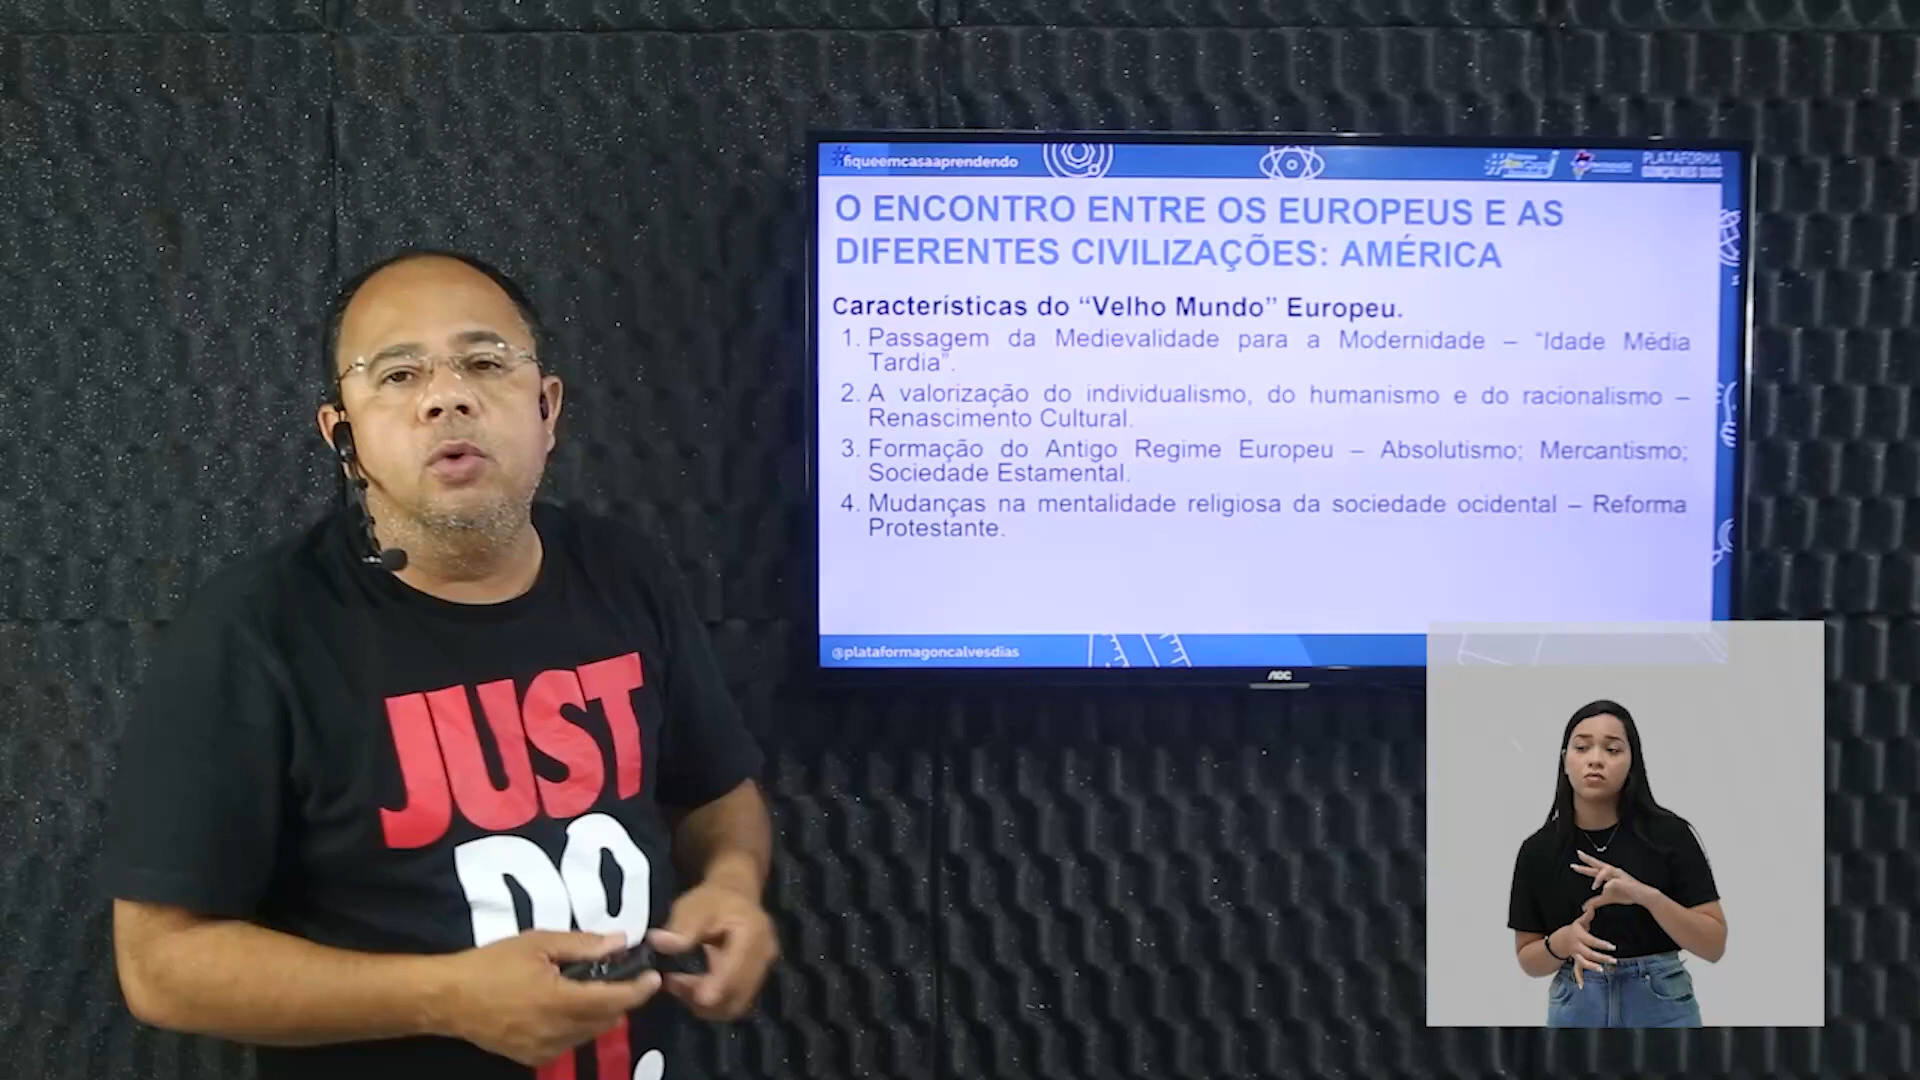 #fiqueemcasaaprendendo
PLATAFORMA
GONÇALVES DIAS
O ENCONTRO ENTRE OS EUROPEUS E AS
DIFERENTES CIVILIZAÇÕES: AMÉRICA
Características do “Velho Mundo” Europeu.
1. Passagem da Medievalidade para a Modernidade – “Idade Média
Tardia”.
2. A valorização do individualismo, do humanismo e do racionalismo –
Renascimento Cultural.
3. Formação do Antigo Regime Europeu – Absolutismo; Mercantismo;
Sociedade Estamental.
4. Mudanças na mentalidade religiosa da sociedade ocidental – Reforma
Protestante.
@plataformagoncalvesdias
AOC
JUST
DO
IT.